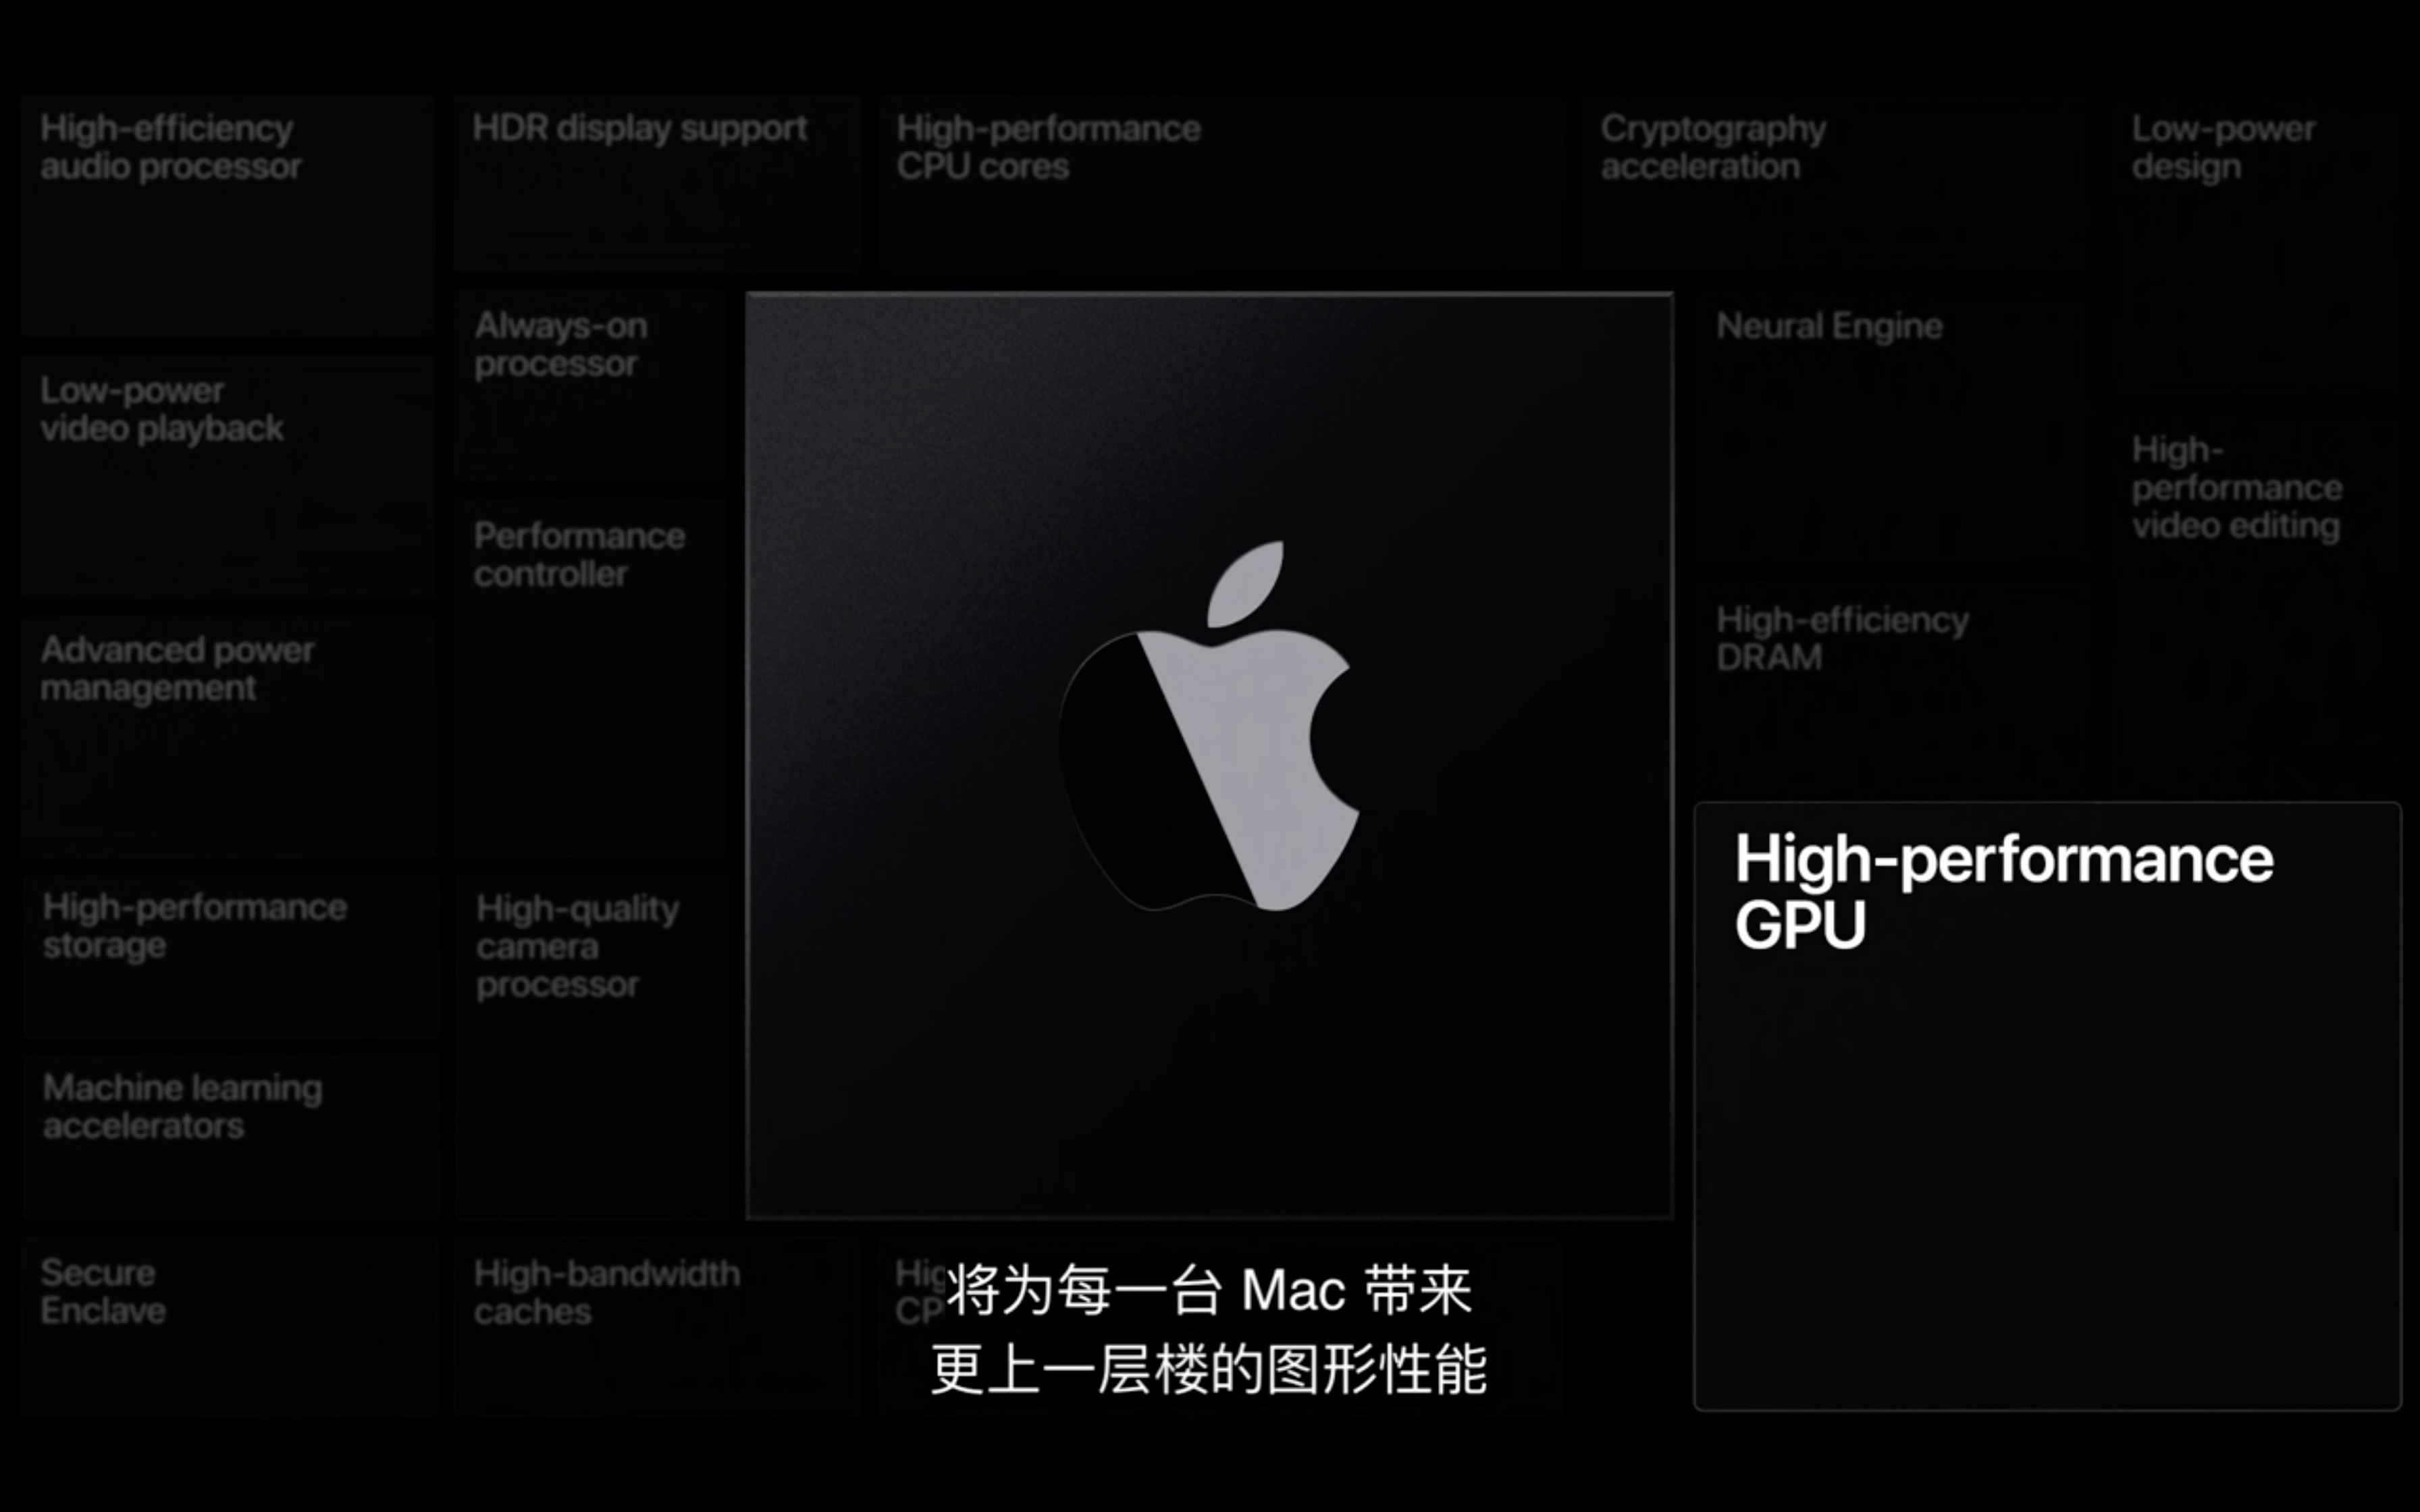 High-efficiency
audio processor
HDR display support
High-performance
CPU cores
Cryptography
acceleration
Low-power
design
Always-on
processor
Neural Engine
Low-power
video playback
High-
performance
video editing
Performance
controller
High-efficiency
DRAM
Advanced power
management
High-performance
GPU
High-performance
storage
High-quality
camera
processor
Machine learning
accelerators
Secure
Enclave
High-bandwidth
caches
将为每一台 Mac 带来
更上一层楼的图形性能